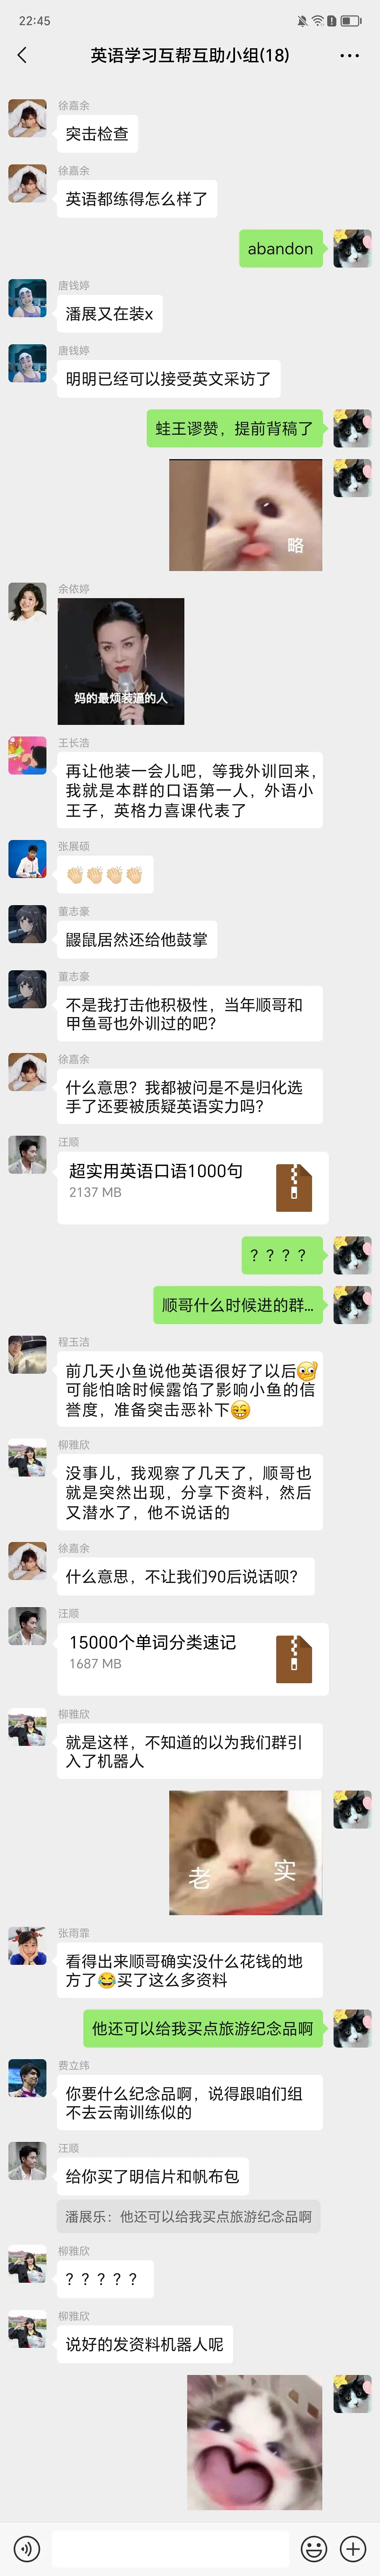 22:45
英语学习互帮互助小组(18)
徐嘉余
突击检查
徐嘉余
英语都练得怎么样了
abandon
唐钱婷
潘展又在装x
唐钱婷
明明已经可以接受英文采访了
蛙王谬赞，提前背稿了
略
余依婷
妈的最烦装逼的人
王长浩
再让他装一会儿吧，等我外训回来，
我就是本群的口语第一人，外语小
王子，英格力喜课代表了
张展硕
👏🏻👏🏻👏🏻👏🏻
董志豪
鼹鼠居然还给他鼓掌
董志豪
不是我打击他积极性，当年顺哥和
甲鱼哥也外训过的吧？
徐嘉余
什么意思？我都被问是不是归化选
手了还要被质疑英语实力吗？
汪顺
超实用英语口语1000句
2137 MB
？？？？
顺哥什么时候进的群…
程玉洁
前几天小鱼说他英语很好了以后
可能怕啥时候露馅了影响小鱼的信
誉度，准备突击恶补下😁
柳雅欣
没事儿，我观察了几天了，顺哥也
就是突然出现，分享下资料，然后
又潜水了，他不说话的
徐嘉余
什么意思，不让我们90后说话呗？
汪顺
15000个单词分类速记
1687 MB
柳雅欣
就是这样，不知道的以为我们群引
入了机器人
老 实
张雨霏
看得出来顺哥确实没什么花钱的地
方了😂买了这么多资料
他还可以给我买点旅游纪念品啊
费立纬
你要什么纪念品啊，说得跟咱们组
不去云南训练似的
汪顺
给你买了明信片和帆布包
潘展乐：他还可以给我买点旅游纪念品啊
柳雅欣
？？？？？
柳雅欣
说好的发资料机器人呢